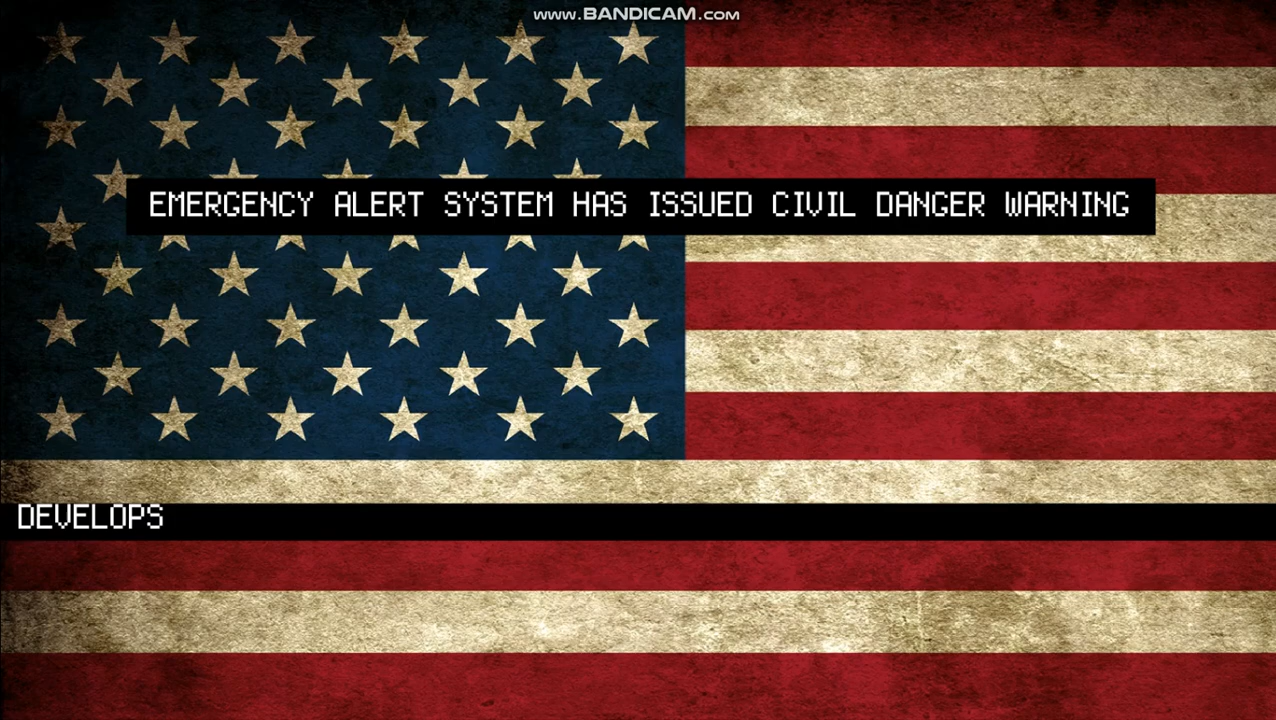 www.BANDICAM.com
EMERGENCY ALERT SYSTEM HAS ISSUED CIVIL DANGER WARNING
DEVELOPS